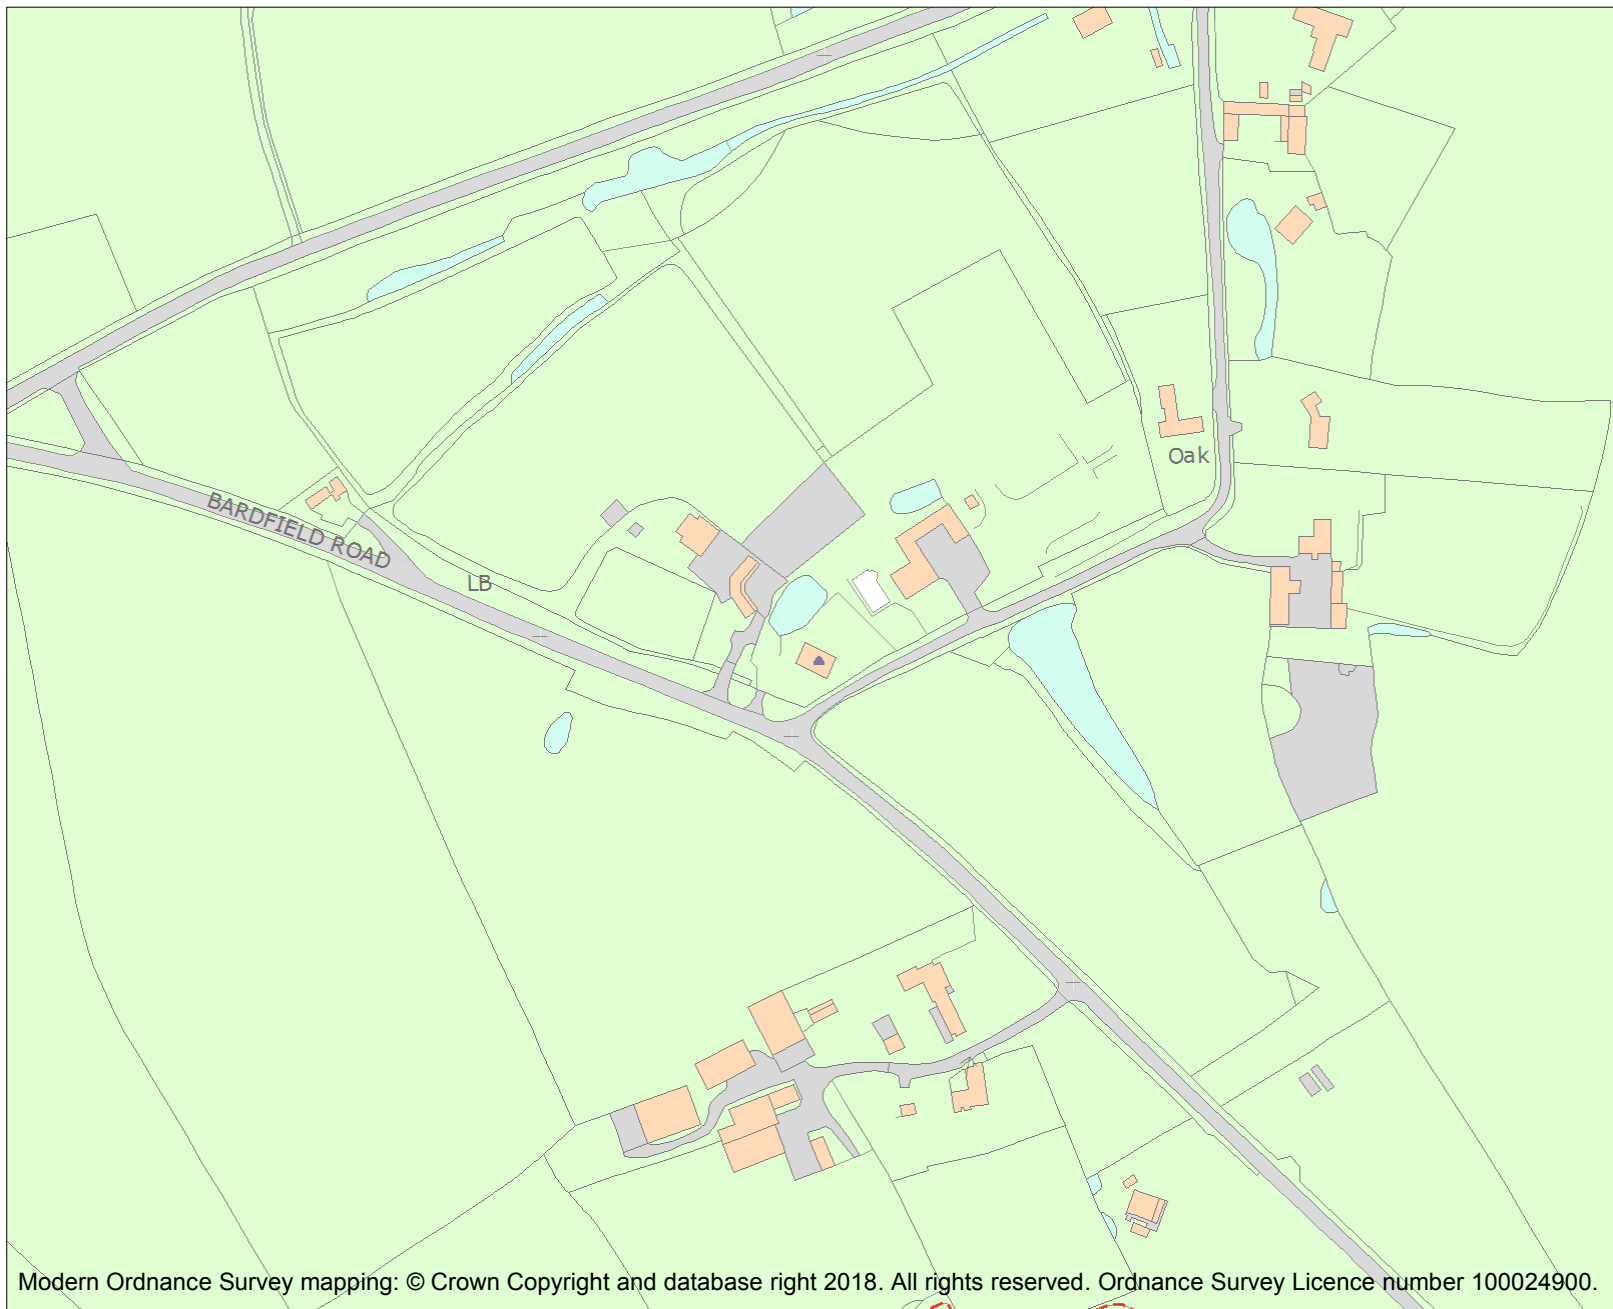 Oak
BARDFIELD ROAD
LB
Modern Ordnance Survey mapping: © Crown Copyright and database right 2018. All rights reserved. Ordnance Survey Licence number 100024900.